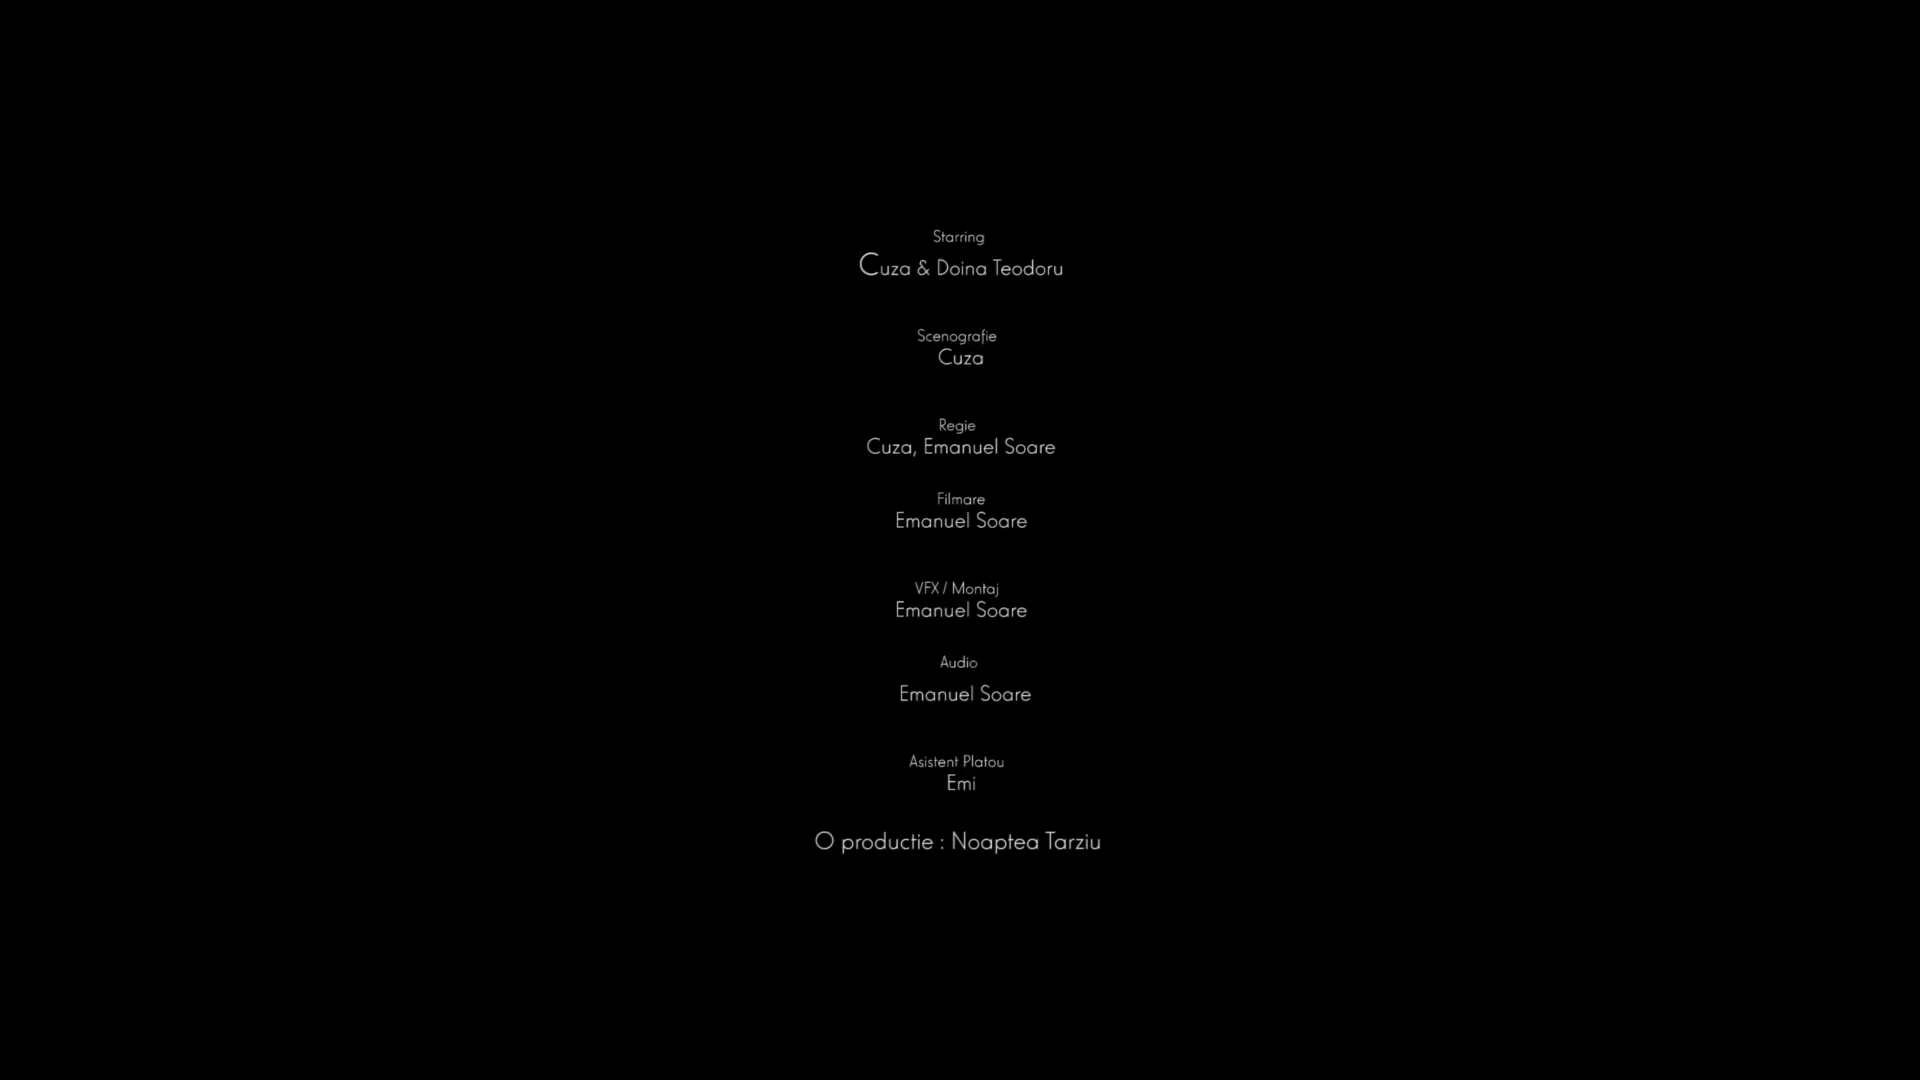 Starring
Cuza & Doina Teodoru
Scenografie
Cuza
Regie
Cuza, Emanuel Soare
Filmare
Emanuel Soare
VFX / Montaj
Emanuel Soare
Audio
Emanuel Soare
Asistent Platou
Emi
O productie : Noaptea Tarziu